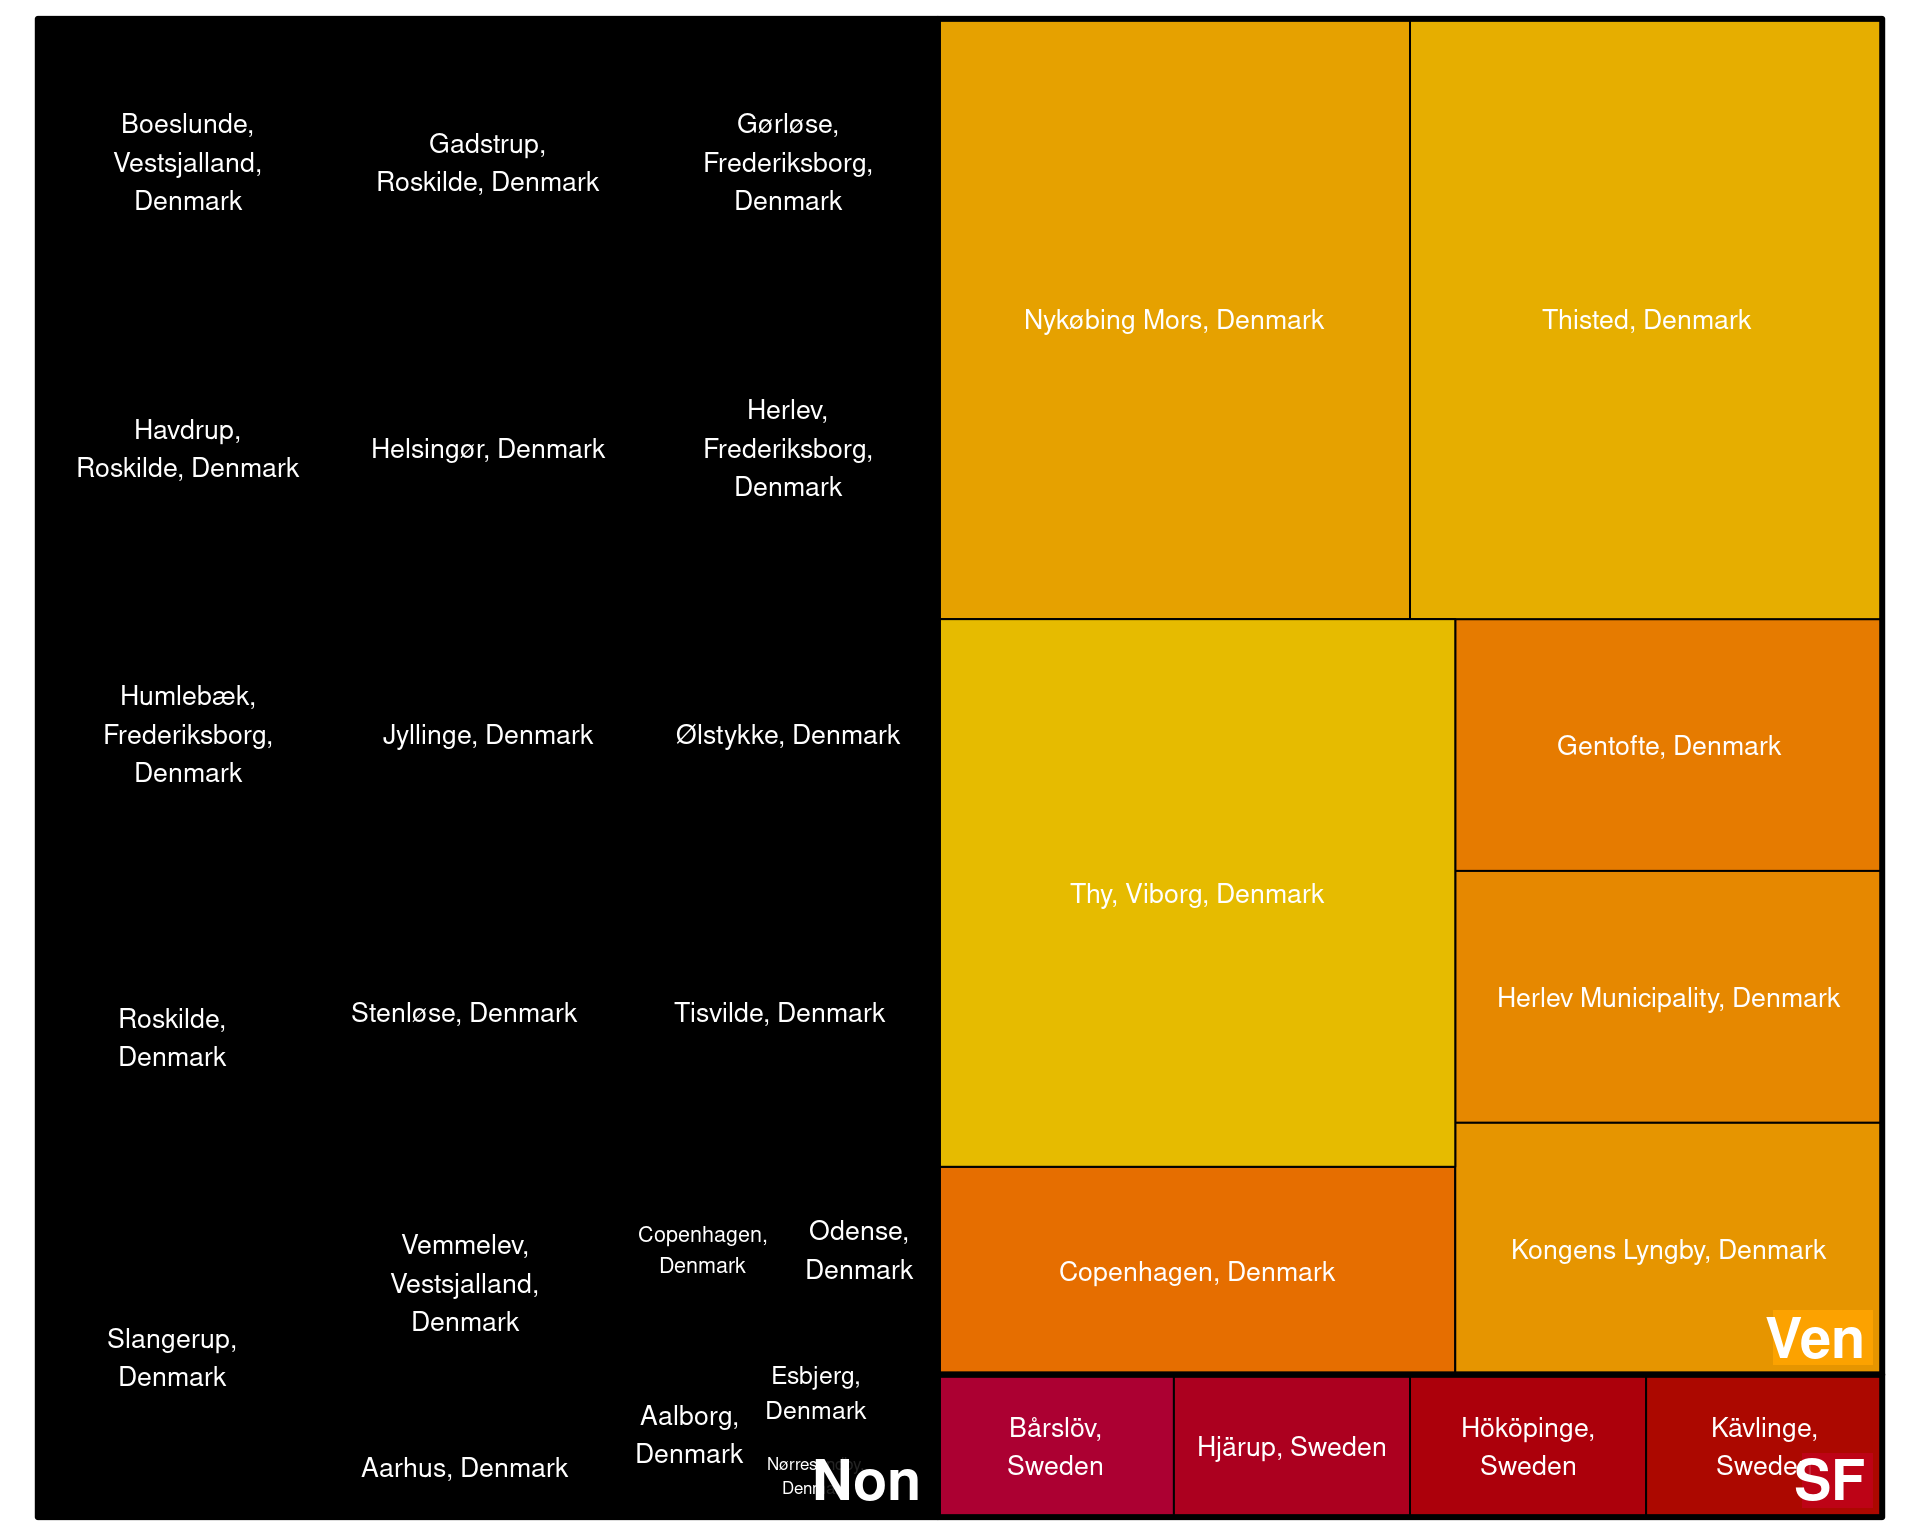 Boeslunde,
Vestsjalland,
Denmark
Gadstrup,
Roskilde, Denmark
Gørløse,
Frederiksborg,
Denmark
Nykøbing Mors, Denmark
Thisted, Denmark
Havdrup,
Roskilde, Denmark
Helsingør, Denmark
Herlev,
Frederiksborg,
Denmark
Humlebæk,
Frederiksborg,
Denmark
Jyllinge, Denmark
Ølstykke, Denmark
Thy, Viborg, Denmark
Gentofte, Denmark
Herlev Municipality, Denmark
Roskilde,
Denmark
Stenløse, Denmark
Tisvilde, Denmark
Slangerup,
Denmark
Vemmelev,
Vestsjalland,
Denmark
Copenhagen,
Denmark
Odense,
Denmark
Copenhagen, Denmark
Kongens Lyngby, Denmark
Ven
Aarhus, Denmark
Aalborg,
Denmark
Esbjerg,
Denmark
Non
Bårslöv,
Sweden
Hjärup, Sweden
Hököpinge,
Sweden
Kävlinge,
Sweden
SF